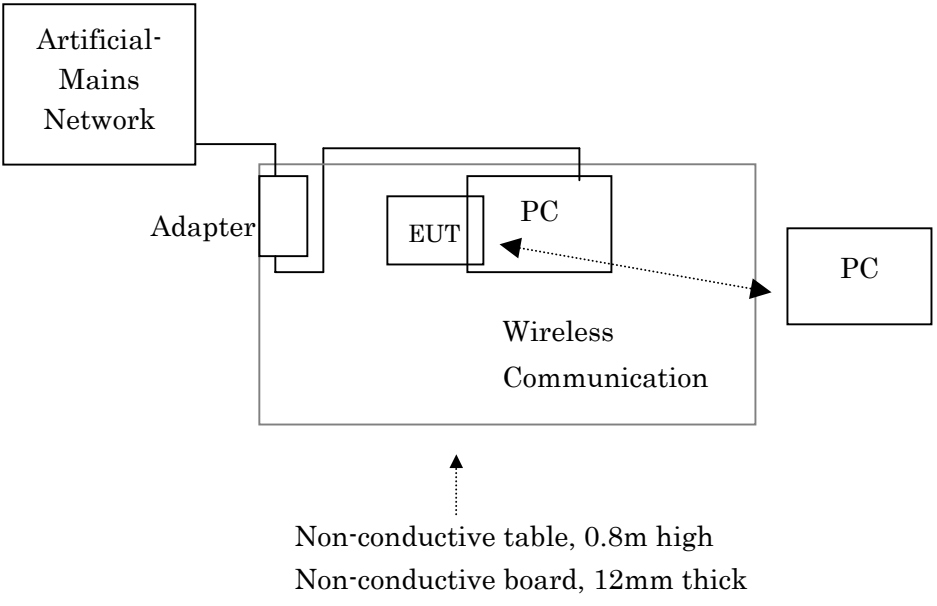 Artificial-
Mains
Network
Adapter
EUT
PC
PC
Wireless
Communication
Non-conductive table, 0.8m high
Non-conductive board, 12mm thick